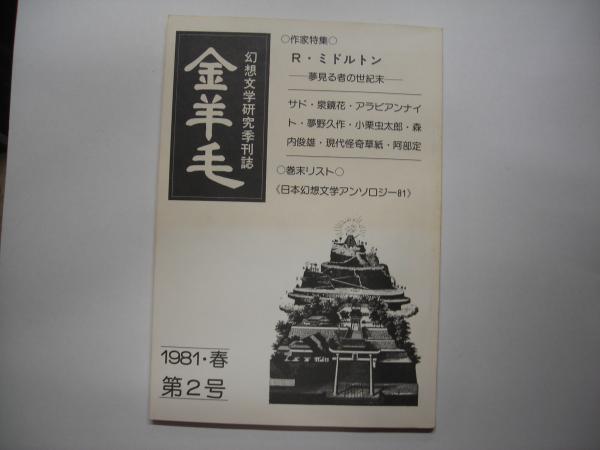 幻想文学研究季刊誌
金羊毛
○作家特集○
R・ミドルトン
──夢見る者の世紀末──
サド・泉鏡花・アラビアンナイ
ト・夢野久作・小栗虫太郎・森
内俊雄・現代怪奇草紙・阿部定
○巻末リスト○
《日本幻想文学アンソロジー81》
1981・春
第2号